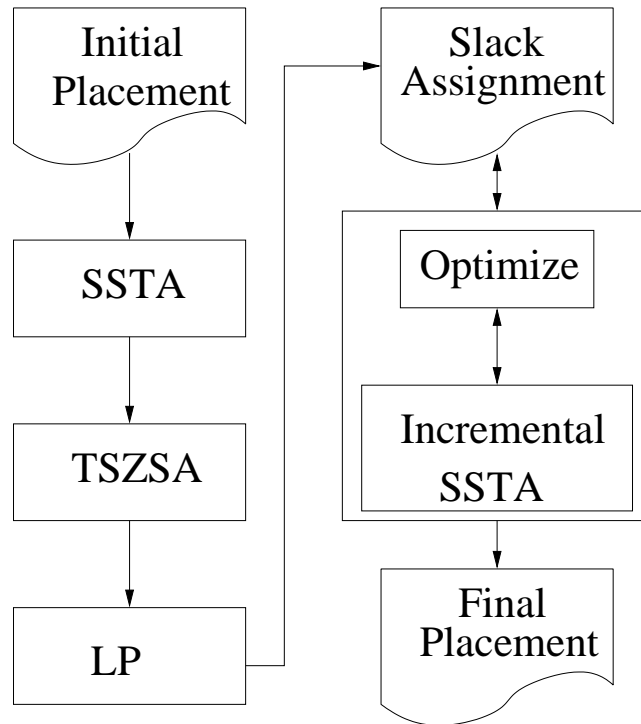 Initial
Placement
SSTA
TSZSA
LP
Slack
Assignment
Optimize
Incremental
SSTA
Final
Placement